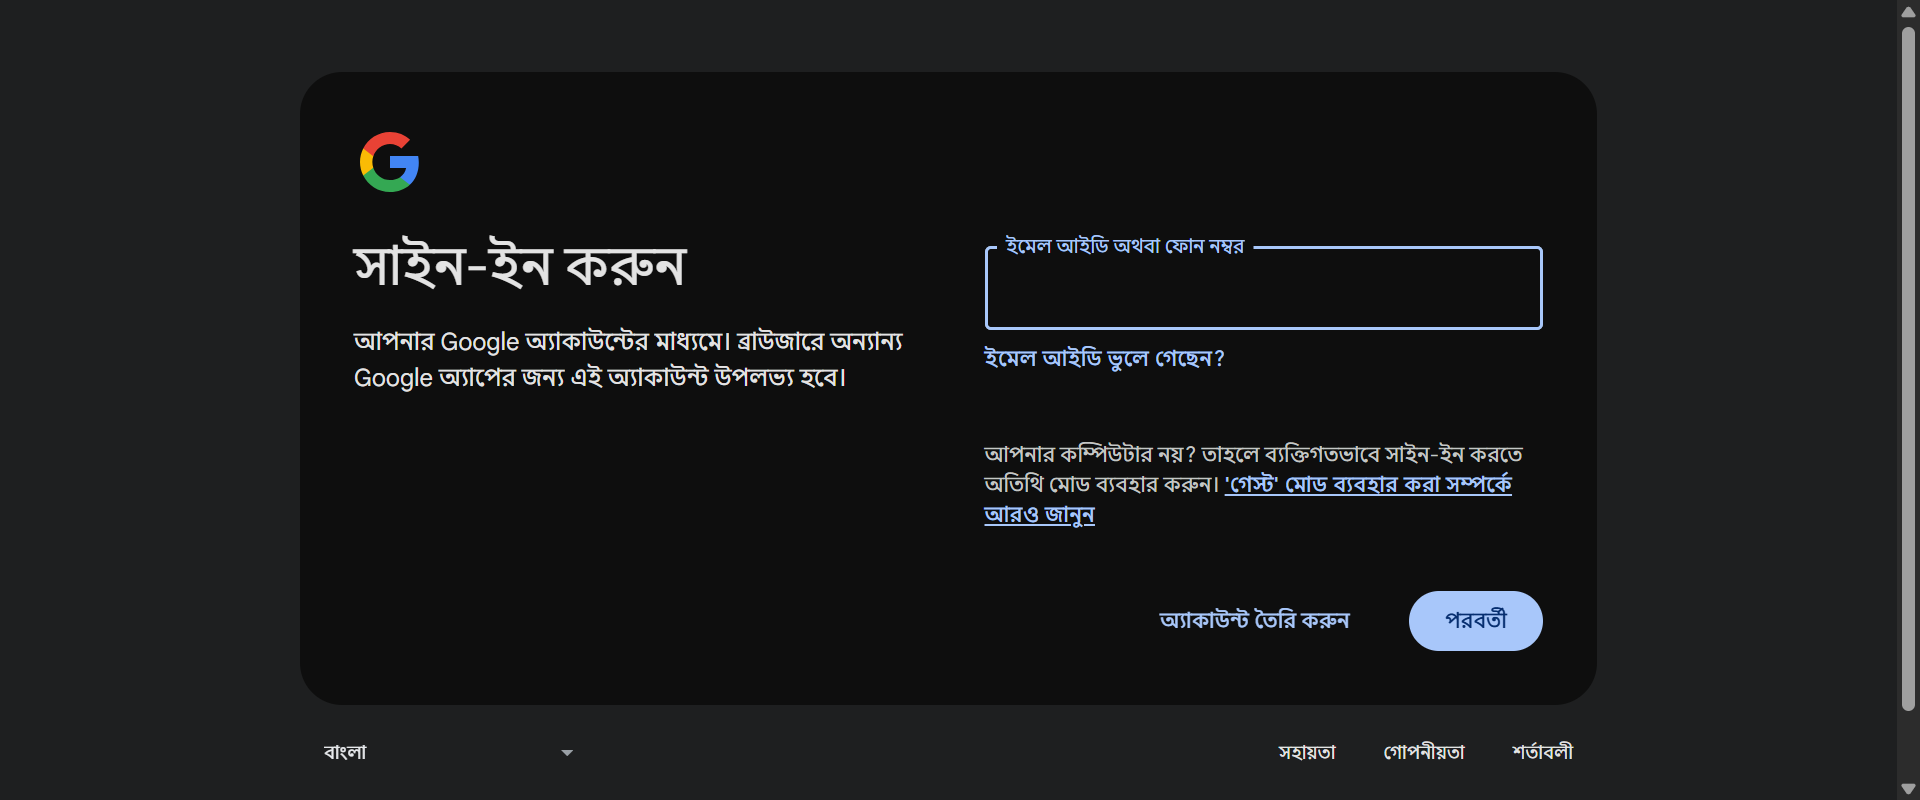 সাইন-ইন করুন
আপনার Google অ্যাকাউন্টের মাধ্যমে। ব্রাউজারে অন্যান্য
Google অ্যাপের জন্য এই অ্যাকাউন্ট উপলভ্য হবে।
ইমেল আইডি অথবা ফোন নম্বর
ইমেল আইডি ভুলে গেছেন?
আপনার কম্পিউটার নয়? তাহলে ব্যক্তিগতভাবে সাইন-ইন করতে
অতিথি মোড ব্যবহার করুন। 'গেস্ট' মোড ব্যবহার করা সম্পর্কে
আরও জানুন
অ্যাকাউন্ট তৈরি করুন
পরবর্তী
বাংলা
সহায়তা
গোপনীয়তা
শর্তাবলী